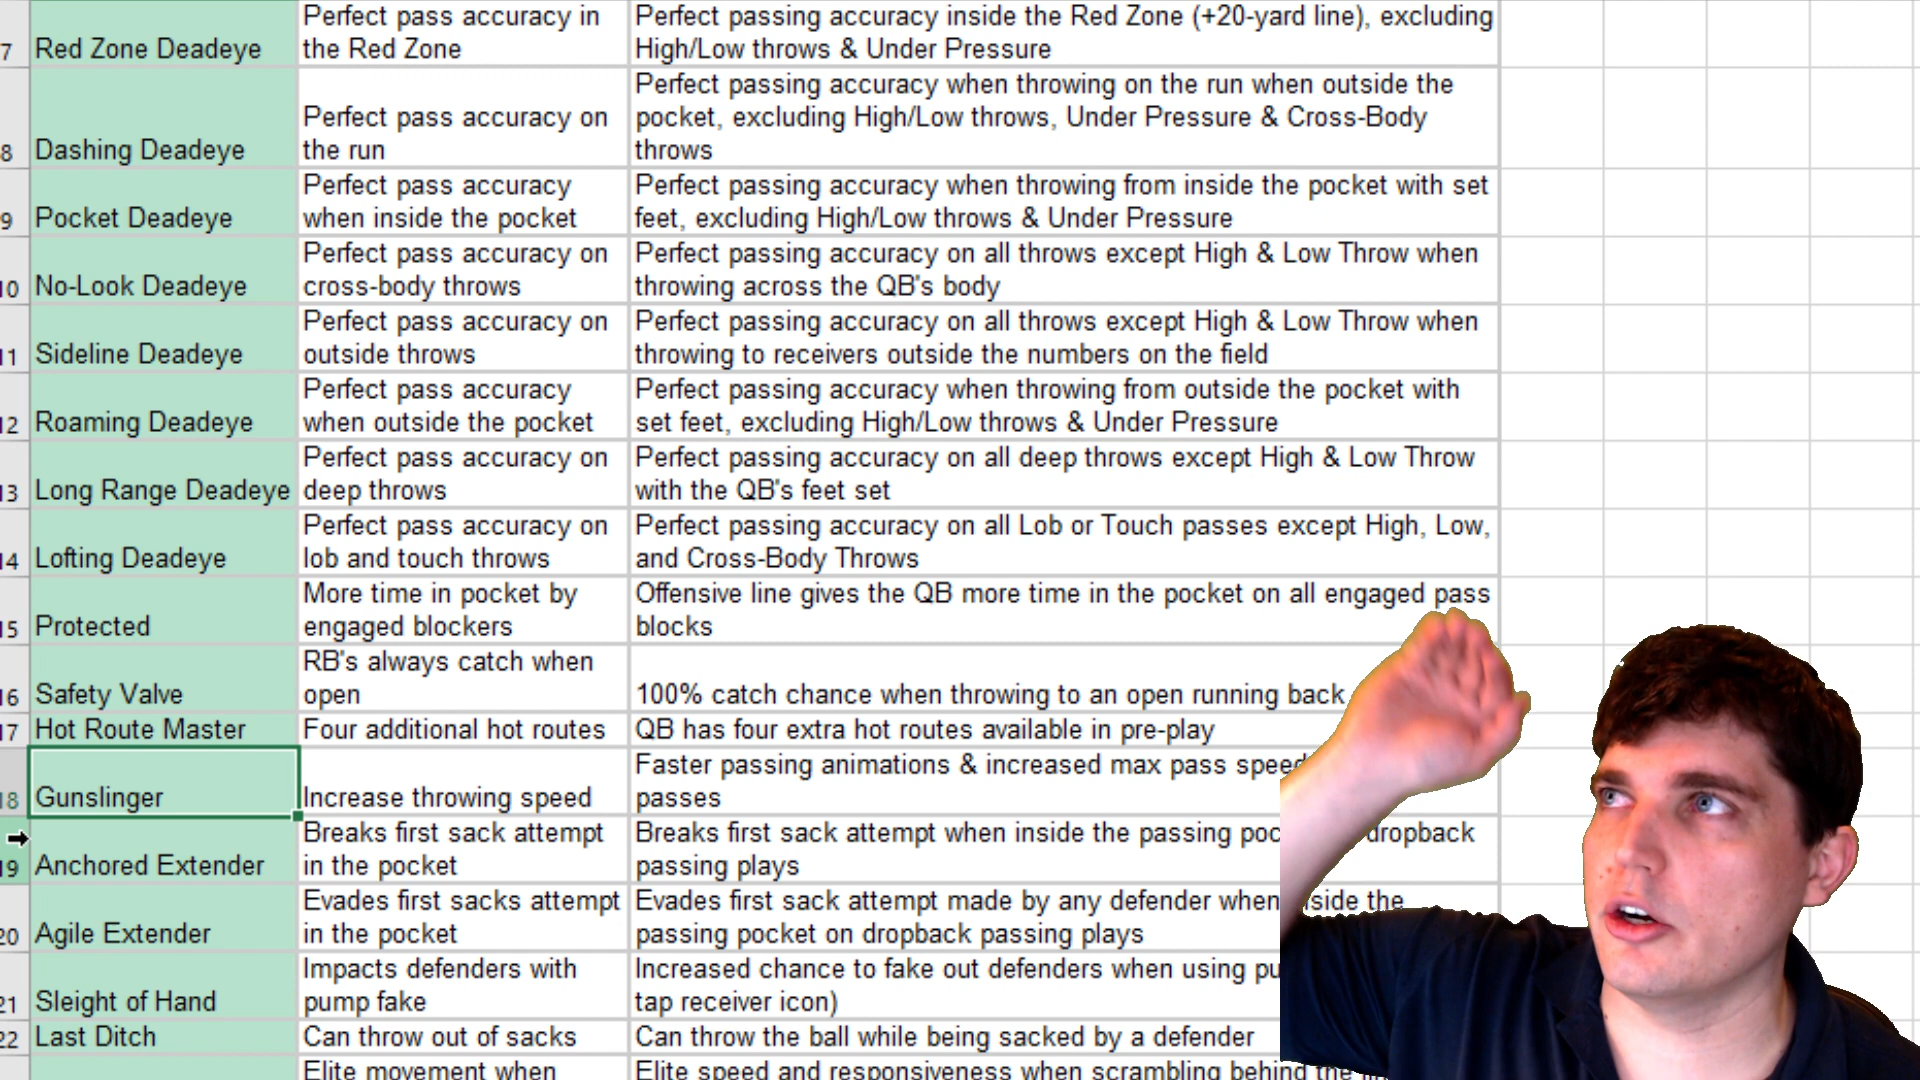 7 Red Zone Deadeye
Perfect pass accuracy in
the Red Zone
Perfect passing accuracy inside the Red Zone (+20-yard line), excluding
High/Low throws & Under Pressure
8 Dashing Deadeye
Perfect pass accuracy on
the run
Perfect passing accuracy when throwing on the run when outside the
pocket, excluding High/Low throws, Under Pressure & Cross-Body
throws
9 Pocket Deadeye
Perfect pass accuracy
when inside the pocket
Perfect passing accuracy when throwing from inside the pocket with set
feet, excluding High/Low throws & Under Pressure
10 No-Look Deadeye
Perfect pass accuracy on
cross-body throws
Perfect passing accuracy on all throws except High & Low Throw when
throwing across the QB's body
11 Sideline Deadeye
Perfect pass accuracy on
outside throws
Perfect passing accuracy on all throws except High & Low Throw when
throwing to receivers outside the numbers on the field
12 Roaming Deadeye
Perfect pass accuracy
when outside the pocket
Perfect passing accuracy when throwing from outside the pocket with
set feet, excluding High/Low throws & Under Pressure
13 Long Range Deadeye
Perfect pass accuracy on
deep throws
Perfect passing accuracy on all deep throws except High & Low Throw
with the QB's feet set
14 Lofting Deadeye
Perfect pass accuracy on
lob and touch throws
Perfect passing accuracy on all Lob or Touch passes except High, Low,
and Cross-Body Throws
15 Protected
More time in pocket by
engaged blockers
Offensive line gives the QB more time in the pocket on all engaged pass
blocks
16 Safety Valve
RB's always catch when
open
100% catch chance when throwing to an open running back
17 Hot Route Master
Four additional hot routes
QB has four extra hot routes available in pre-play
18 Gunslinger
Increase throwing speed
Faster passing animations & increased max pass speed
passes
19 Anchored Extender
Breaks first sack attempt
in the pocket
Breaks first sack attempt when inside the passing dropback
passing plays
20 Agile Extender
Evades first sacks attempt
in the pocket
Evades first sack attempt made by any defender when the
passing pocket on dropback passing plays
21 Sleight of Hand
Impacts defenders with
pump fake
Increased chance to fake out defenders when using
tap receiver icon)
22 Last Ditch
Can throw out of sacks
Can throw the ball while being sacked by a defender
Elite movement when
Elite speed and responsiveness when scrambling behind the